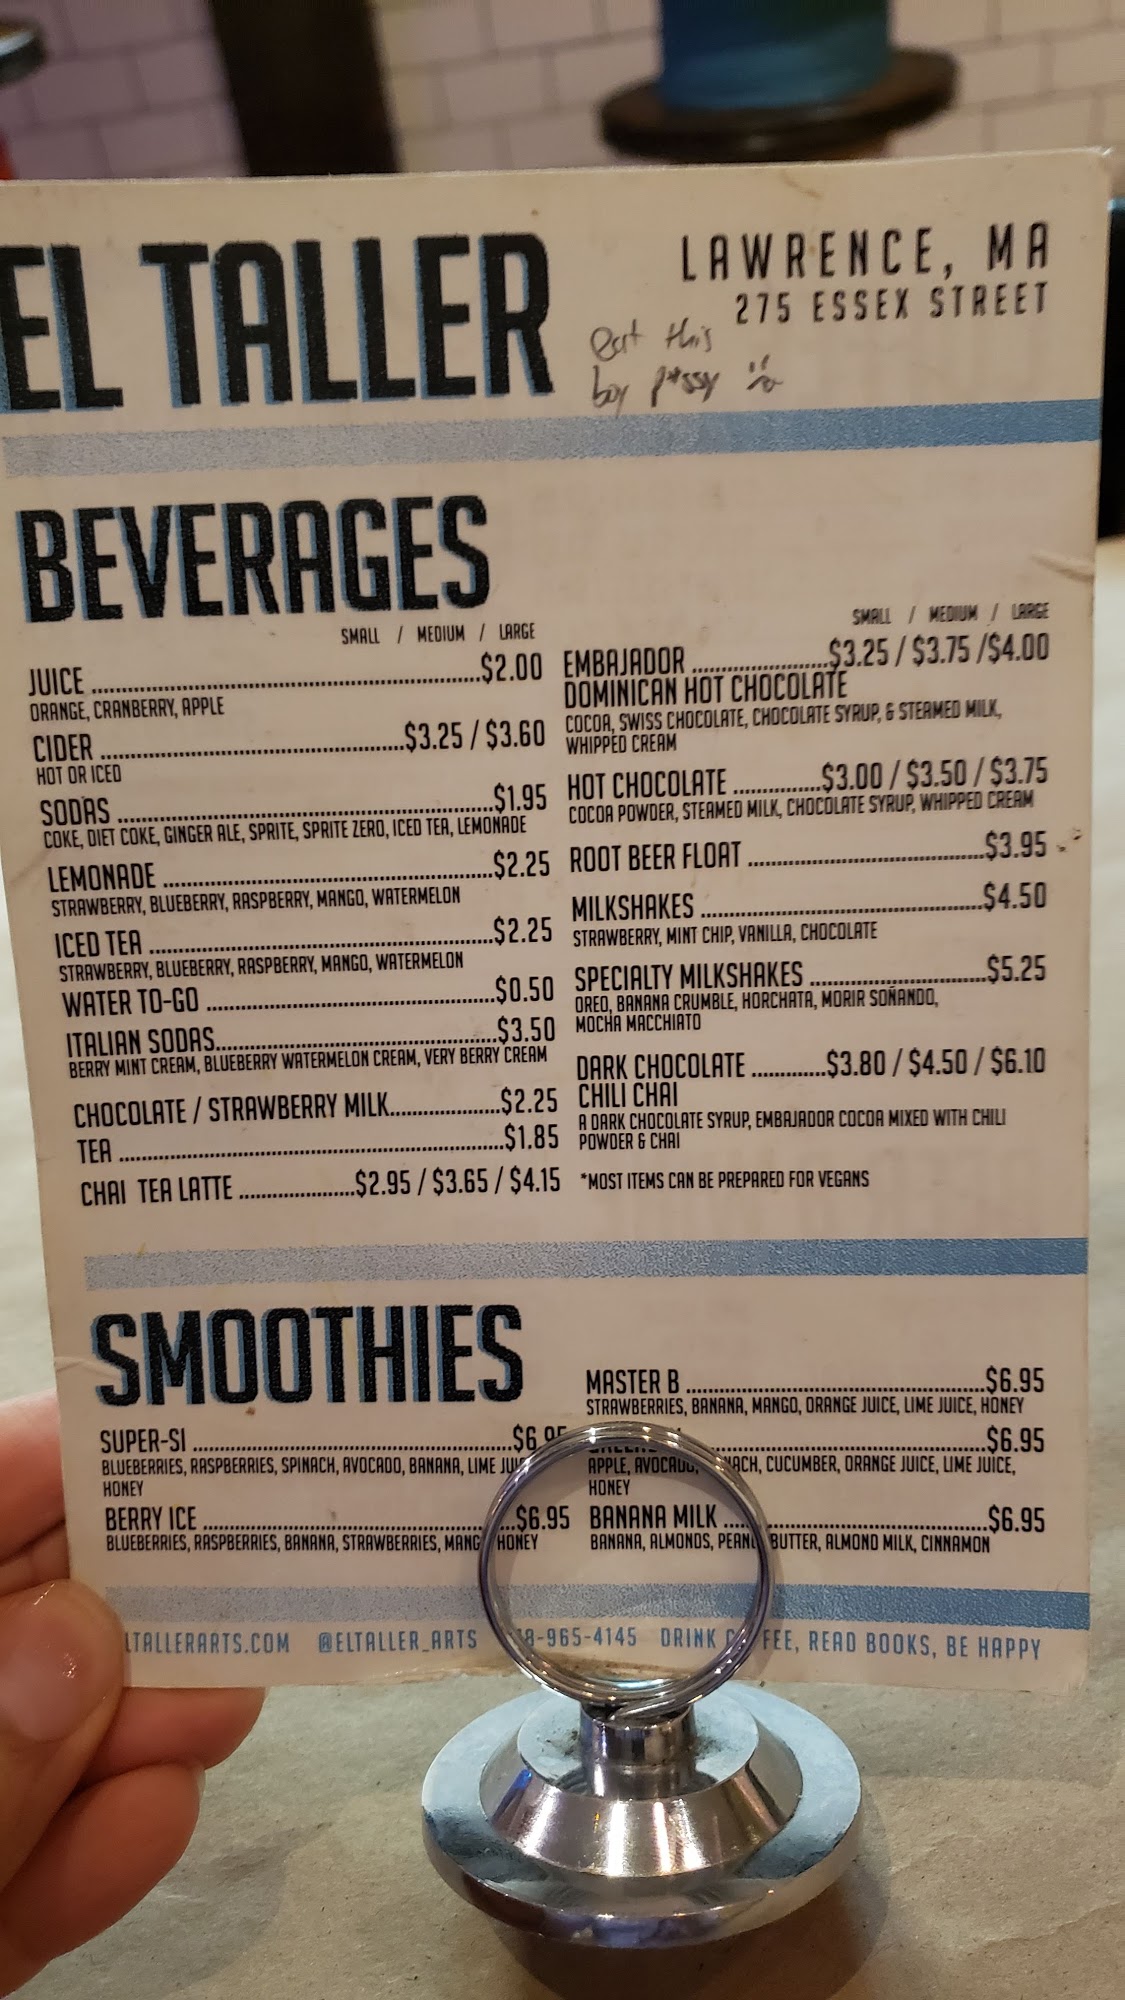 EL TALLER
LAWRENCE, MA
275 ESSEX STREET
eat this
boy p*ssy
BEVERAGES
SMALL / MEDIUM / LARGE
JUICE ...... $2.00
ORANGE, CRANBERRY, APPLE
CIDER ...... $3.25 / $3.60
HOT OR ICED
SODAS ...... $1.95
COKE, DIET COKE, GINGER ALE, SPRITE, SPRITE ZERO, ICED TEA, LEMONADE
LEMONADE ...... $2.25
STRAWBERRY, BLUEBERRY, RASPBERRY, MANGO, WATERMELON
ICED TEA ...... $2.25
STRAWBERRY, BLUEBERRY, RASPBERRY, MANGO, WATERMELON
WATER TO-GO ...... $0.50
ITALIAN SODAS...... $3.50
BERRY MINT CREAM, BLUEBERRY WATERMELON CREAM, VERY BERRY CREAM
CHOCOLATE / STRAWBERRY MILK...... $2.25
TEA ...... $1.85
CHAI TEA LATTE ...... $2.95 / $3.65 / $4.15
SMALL / MEDIUM / LARGE
EMBAJADOR ...... $3.25 / $3.75 /$4.00
DOMINICAN HOT CHOCOLATE
COCOA, SWISS CHOCOLATE, CHOCOLATE SYRUP, & STEAMED MILK,
WHIPPED CREAM
HOT CHOCOLATE ...... $3.00 / $3.50 / $3.75
COCOA POWDER, STEAMED MILK, CHOCOLATE SYRUP, WHIPPED CREAM
ROOT BEER FLOAT ...... $3.95
MILKSHAKES ...... $4.50
STRAWBERRY, MINT CHIP, VANILLA, CHOCOLATE
SPECIALTY MILKSHAKES ...... $5.25
OREO, BANANA CRUMBLE, HORCHATA, MORIR SOÑANDO,
MOCHA MACCHIATO
DARK CHOCOLATE ...... $3.80 / $4.50 / $6.10
CHILI CHAI
A DARK CHOCOLATE SYRUP, EMBAJADOR COCOA MIXED WITH CHILI
POWDER & CHAI
*MOST ITEMS CAN BE PREPARED FOR VEGANS
SMOOTHIES
SUPER-SI ...... $6.95
BLUEBERRIES, RASPBERRIES, SPINACH, AVOCADO, BANANA, LIME JUICE,
HONEY
BERRY ICE ...... $6.95
BLUEBERRIES, RASPBERRIES, BANANA, STRAWBERRIES, MANGO, HONEY
MASTER B ...... $6.95
STRAWBERRIES, BANANA, MANGO, ORANGE JUICE, LIME JUICE, HONEY
...... $6.95
APPLE, AVOCADO, SPINACH, CUCUMBER, ORANGE JUICE, LIME JUICE,
HONEY
BANANA MILK ...... $6.95
BANANA, ALMONDS, PEANUT BUTTER, ALMOND MILK, CINNAMON
ELTALLERARTS.COM @ELTALLER_ARTS 8-965-4145 DRINK COFFEE, READ BOOKS, BE HAPPY